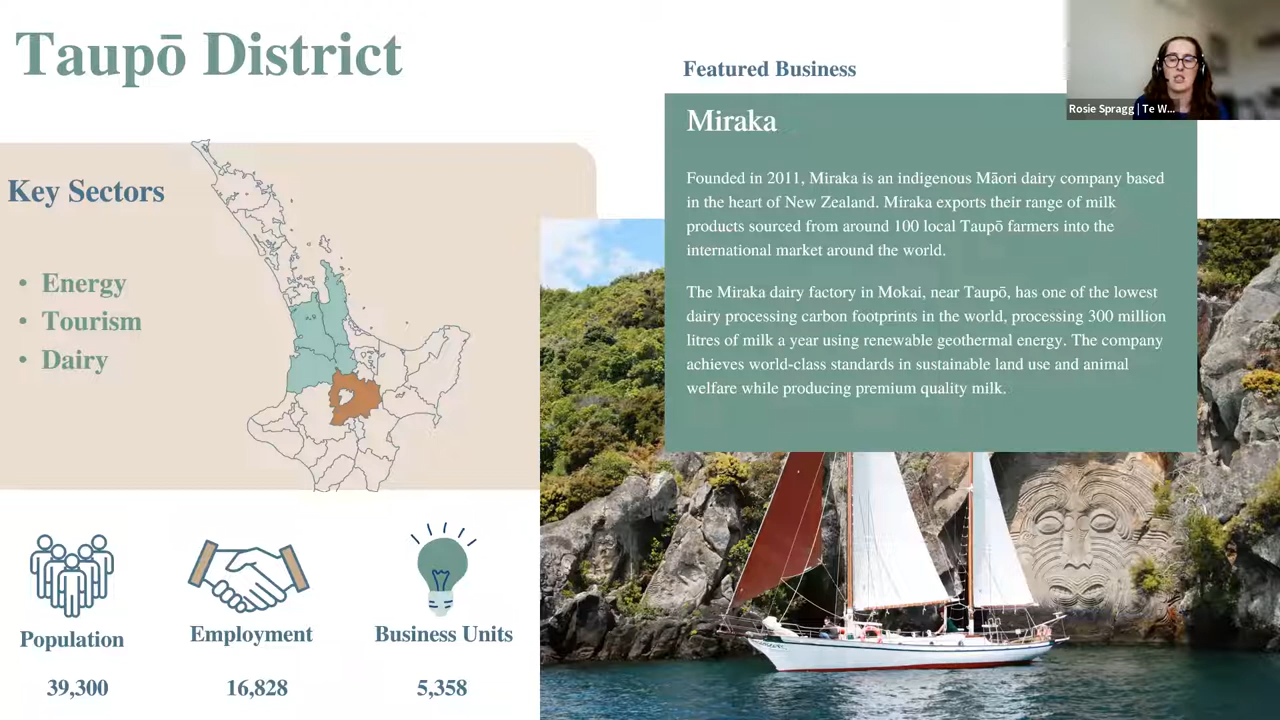 Taupō District
Key Sectors
• Energy
• Tourism
• Dairy
Population
39,300
Employment
16,828
Business Units
5,358
Featured Business
Miraka
Founded in 2011, Miraka is an indigenous Māori dairy company based
in the heart of New Zealand. Miraka exports their range of milk
products sourced from around 100 local Taupō farmers into the
international market around the world.
The Miraka dairy factory in Mokai, near Taupō, has one of the lowest
dairy processing carbon footprints in the world, processing 300 million
litres of milk a year using renewable geothermal energy. The company
achieves world-class standards in sustainable land use and animal
welfare while producing premium quality milk.
Rosie Spragg | Te W...